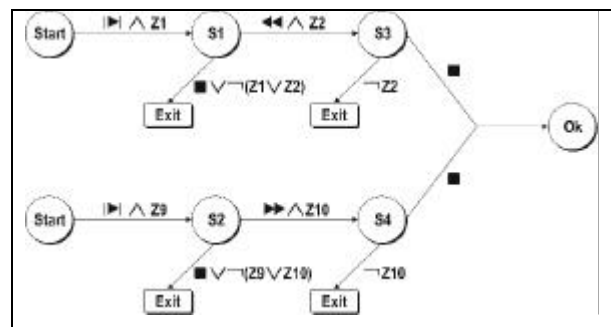 Start
|▶| ∧ Z1
S1
◀◀ ∧ Z2
S3
■ ∨ ¬(Z1 ∨ Z2)
¬Z2
■
Exit
Exit
Ok
■
Start
|▶| ∧ Z9
S2
▶▶ ∧ Z10
S4
■ ∨ ¬(Z9 ∨ Z10)
¬Z10
Exit
Exit